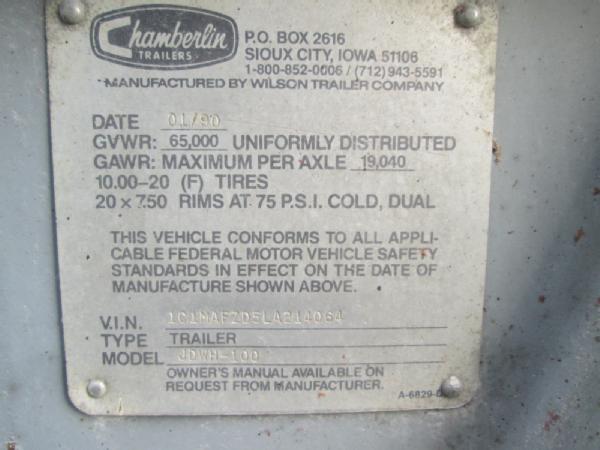 Chamberlin
TRAILERS
P.O. BOX 2616
SIOUX CITY, IOWA 51106
1-800-852-0006 / (712) 943-5591
MANUFACTURED BY WILSON TRAILER COMPANY
DATE 01/90
GVWR: 65,000 UNIFORMLY DISTRIBUTED
GAWR: MAXIMUM PER AXLE 19,040
10.00-20 (F) TIRES
20 x 7.50 RIMS AT 75 P.S.I. COLD, DUAL
THIS VEHICLE CONFORMS TO ALL APPLI-
CABLE FEDERAL MOTOR VEHICLE SAFETY
STANDARDS IN EFFECT ON THE DATE OF
MANUFACTURE SHOWN ABOVE.
V.I.N. 1C1MAFZD5LA214064
TYPE TRAILER
MODEL JDWH-100
OWNER'S MANUAL AVAILABLE ON
REQUEST FROM MANUFACTURER.